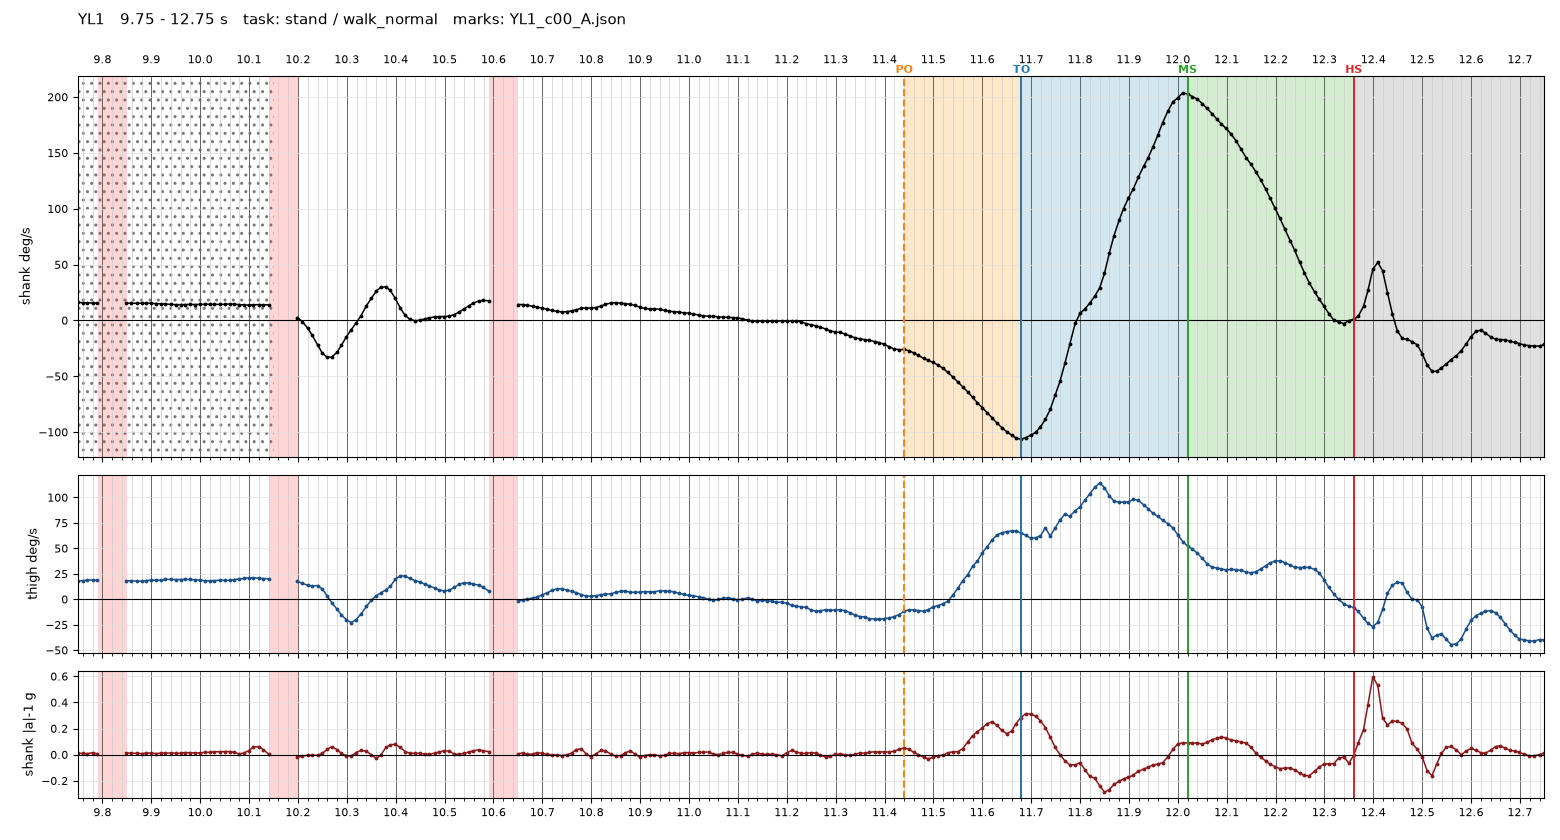 YL1   9.75 - 12.75 s   task: stand / walk_normal   marks: YL1_c00_A.json
9.8 9.9 10.0 10.1 10.2 10.3 10.4 10.5 10.6 10.7 10.8 10.9 11.0 11.1 11.2 11.3 11.4 11.5 11.6 11.7 11.8 11.9 12.0 12.1 12.2 12.3 12.4 12.5 12.6 12.7
PO TO MS HS
shank deg/s
200
150
100
50
0
−50
−100
thigh deg/s
100
75
50
25
0
−25
−50
shank |a|-1 g
0.6
0.4
0.2
0.0
−0.2
9.8 9.9 10.0 10.1 10.2 10.3 10.4 10.5 10.6 10.7 10.8 10.9 11.0 11.1 11.2 11.3 11.4 11.5 11.6 11.7 11.8 11.9 12.0 12.1 12.2 12.3 12.4 12.5 12.6 12.7